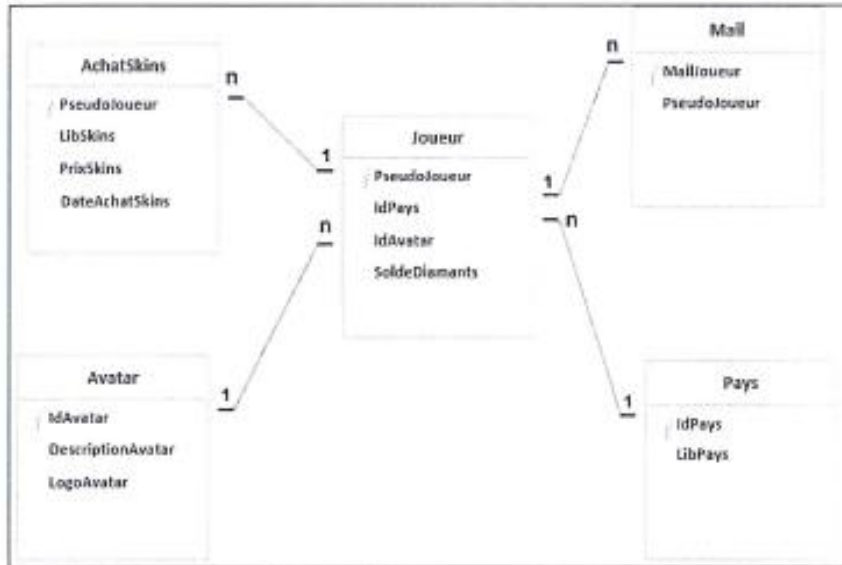 AchatSkins
PseudoJoueur
LibSkins
PrixSkins
DateAchatSkins
n
1
Joueur
PseudoJoueur
IdPays
IdAvatar
SoldeDiamants
n
1
Mail
MailJoueur
PseudoJoueur
n
1
Avatar
IdAvatar
DescriptionAvatar
LogoAvatar
n
1
Pays
IdPays
LibPays